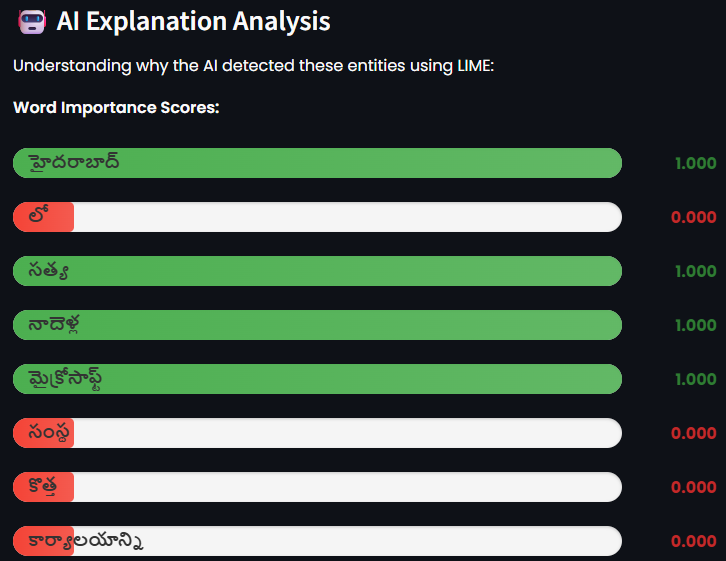 AI Explanation Analysis
Understanding why the AI detected these entities using LIME:
Word Importance Scores:
హైదరాబాద్ 1.000
లో 0.000
సత్య 1.000
నాదెళ్ల 1.000
మైక్రోసాఫ్ట్ 1.000
సంస్థ 0.000
కొత్త 0.000
కార్యాలయాన్ని 0.000